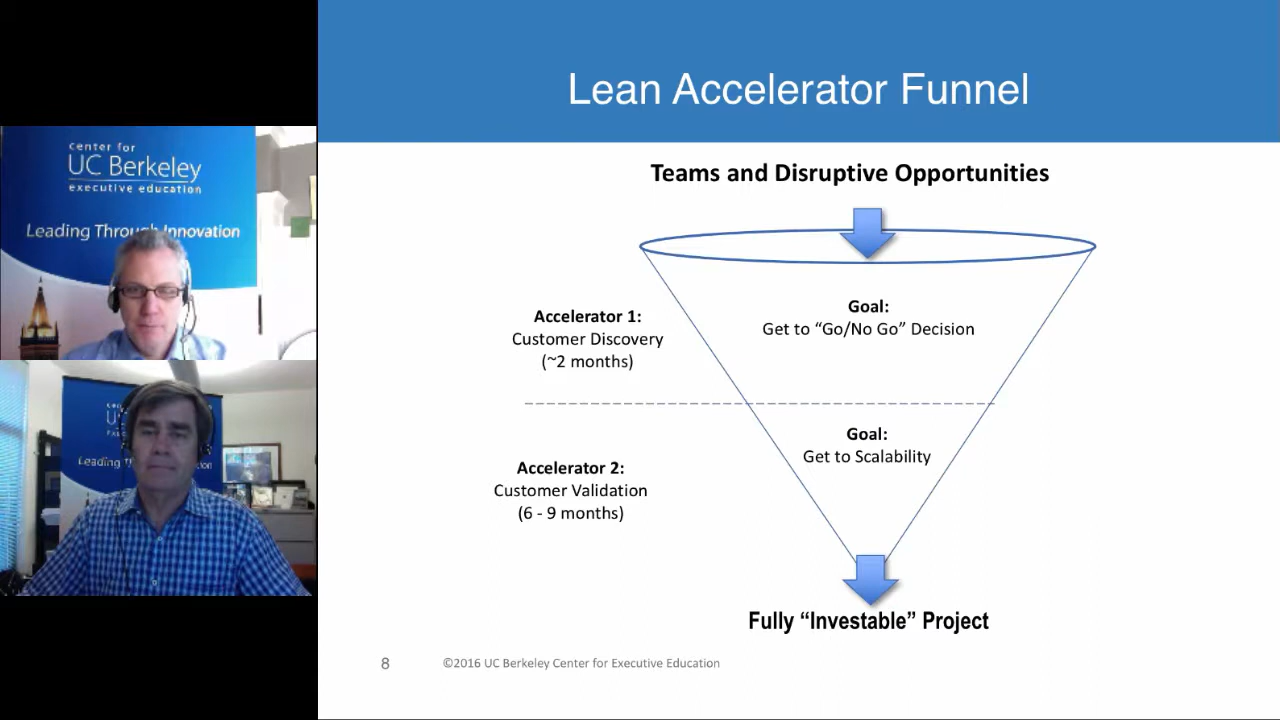 Lean Accelerator Funnel
Teams and Disruptive Opportunities
Accelerator 1:
Customer Discovery
(~2 months)
Goal:
Get to “Go/No Go” Decision
Accelerator 2:
Customer Validation
(6 - 9 months)
Goal:
Get to Scalability
Fully “Investable” Project
8
©2016 UC Berkeley Center for Executive Education
center for
UC Berkeley
executive education
Leading Through Innovation
Leading